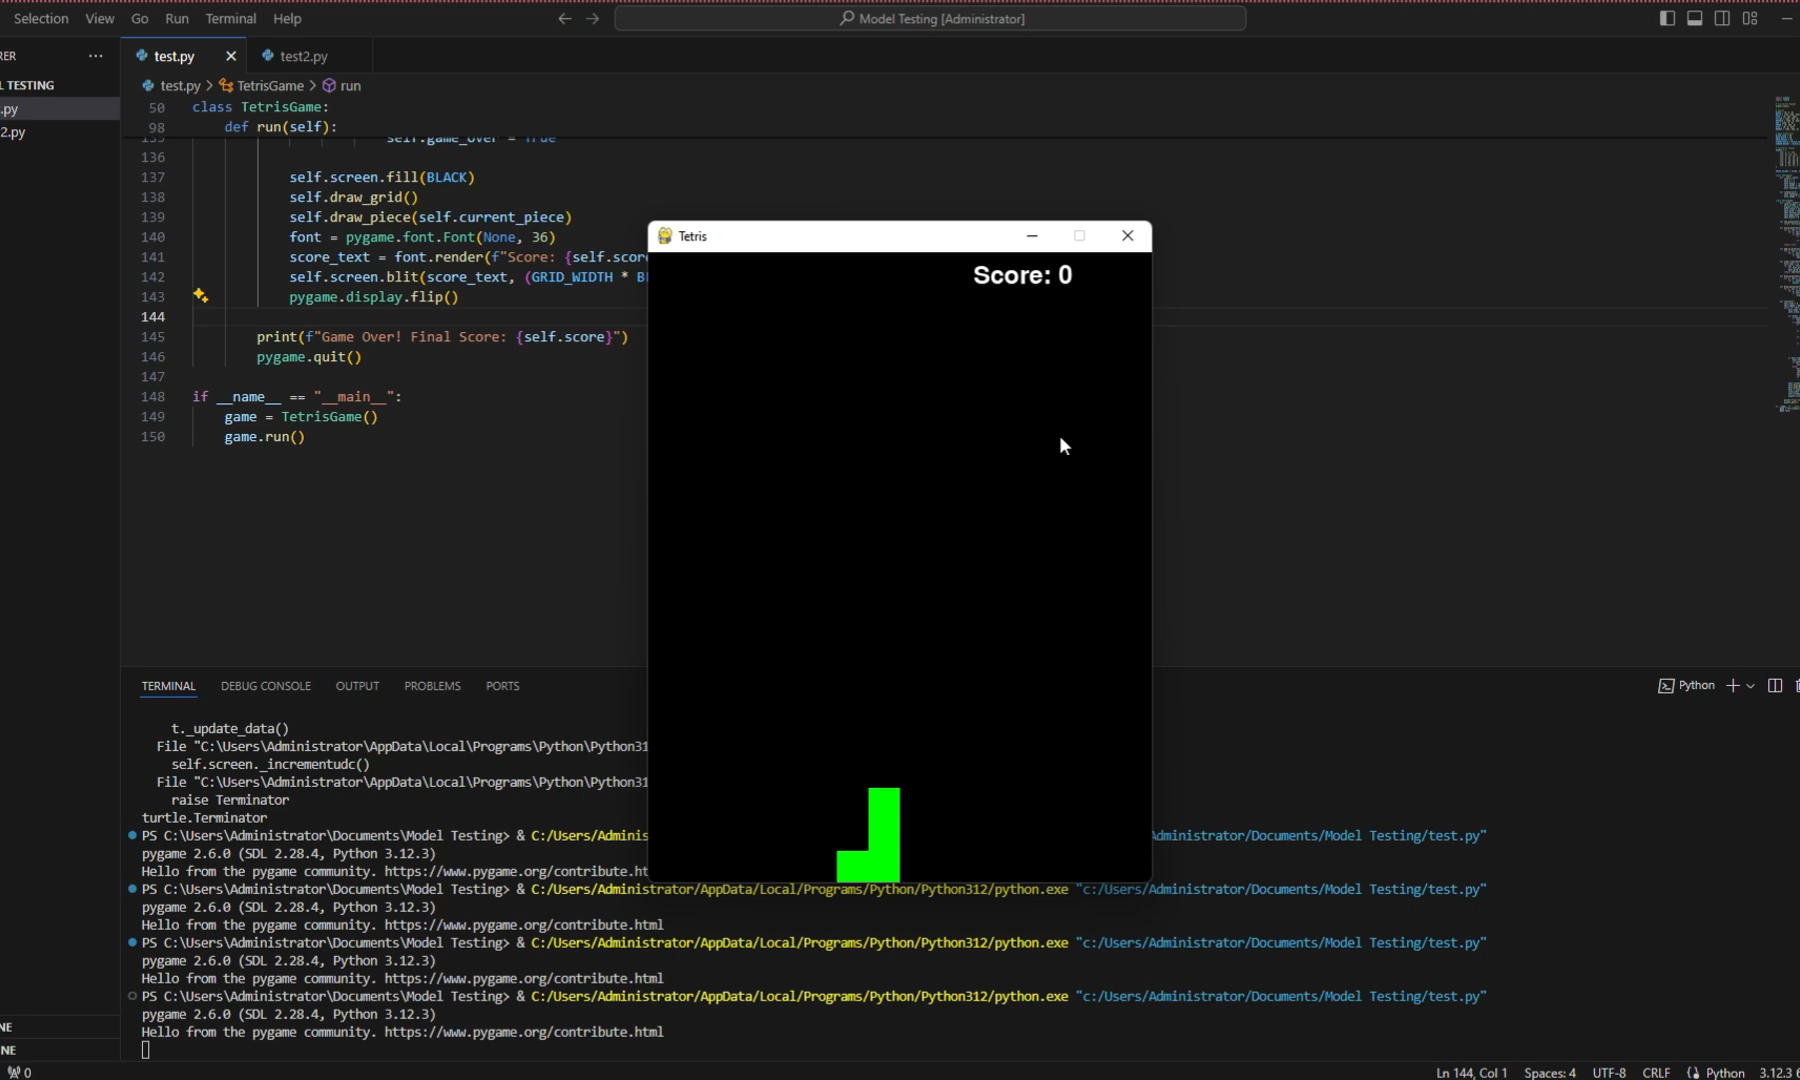 Selection View Go Run Terminal Help
Model Testing [Administrator]
RER
test.py
test2.py
L TESTING
.py
2.py
test.py > TetrisGame > run
50 class TetrisGame:
98 def run(self):
135 self.game_over = True
136
137 self.screen.fill(BLACK)
138 self.draw_grid()
139 self.draw_piece(self.current_piece)
140 font = pygame.font.Font(None, 36)
141 score_text = font.render(f"Score: {self.score
142 self.screen.blit(score_text, (GRID_WIDTH * B
143 pygame.display.flip()
144
145 print(f"Game Over! Final Score: {self.score}")
146 pygame.quit()
147
148 if __name__ == "__main__":
149 game = TetrisGame()
150 game.run()
Tetris
Score: 0
TERMINAL DEBUG CONSOLE OUTPUT PROBLEMS PORTS
Python
t._update_data()
File "C:\Users\Administrator\AppData\Local\Programs\Python\Python31
self.screen._incrementudc()
File "C:\Users\Administrator\AppData\Local\Programs\Python\Python31
raise Terminator
turtle.Terminator
PS C:\Users\Administrator\Documents\Model Testing> & C:/Users/Adminis Administrator/Documents/Model Testing/test.py"
pygame 2.6.0 (SDL 2.28.4, Python 3.12.3)
Hello from the pygame community. https://www.pygame.org/contribute.ht
PS C:\Users\Administrator\Documents\Model Testing> & C:/Users/Administrator/AppData/Local/Programs/Python/Python312/python.exe "c:/Users/Administrator/Documents/Model Testing/test.py"
pygame 2.6.0 (SDL 2.28.4, Python 3.12.3)
Hello from the pygame community. https://www.pygame.org/contribute.html
PS C:\Users\Administrator\Documents\Model Testing> & C:/Users/Administrator/AppData/Local/Programs/Python/Python312/python.exe "c:/Users/Administrator/Documents/Model Testing/test.py"
pygame 2.6.0 (SDL 2.28.4, Python 3.12.3)
Hello from the pygame community. https://www.pygame.org/contribute.html
PS C:\Users\Administrator\Documents\Model Testing> & C:/Users/Administrator/AppData/Local/Programs/Python/Python312/python.exe "c:/Users/Administrator/Documents/Model Testing/test.py"
pygame 2.6.0 (SDL 2.28.4, Python 3.12.3)
Hello from the pygame community. https://www.pygame.org/contribute.html
NE
NE
0
Ln 144, Col 1 Spaces: 4 UTF-8 CRLF Python 3.12.3 6